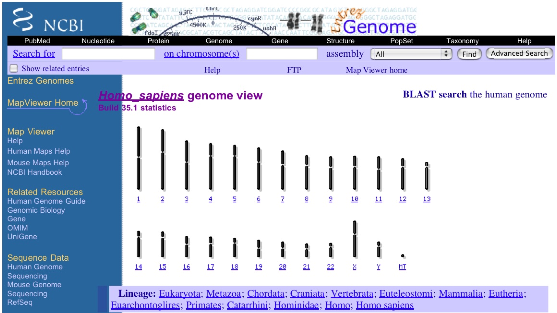 NCBI
Entrez Genome
PubMed Nucleotide Protein Genome Gene Structure PopSet Taxonomy Help
Search for on chromosome(s) assembly All Find Advanced Search
Show related entries Help FTP Map Viewer home
Entrez Genomes
MapViewer Home
Map Viewer
Help
Human Maps Help
Mouse Maps Help
NCBI Handbook
Related Resources
Human Genome Guide
Genomic Biology
Gene
OMIM
UniGene
Sequence Data
Human Genome
Sequencing
Mouse Genome
Sequencing
RefSeq
Homo_sapiens genome view
Build 35.1 statistics
BLAST search the human genome
1 2 3 4 5 6 7 8 9 10 11 12 13
14 15 16 17 18 19 20 21 22 X Y MT
Lineage: Eukaryota; Metazoa; Chordata; Craniata; Vertebrata; Euteleostomi; Mammalia; Eutheria;
Euarchontoglires; Primates; Catarrhini; Hominidae; Homo; Homo sapiens